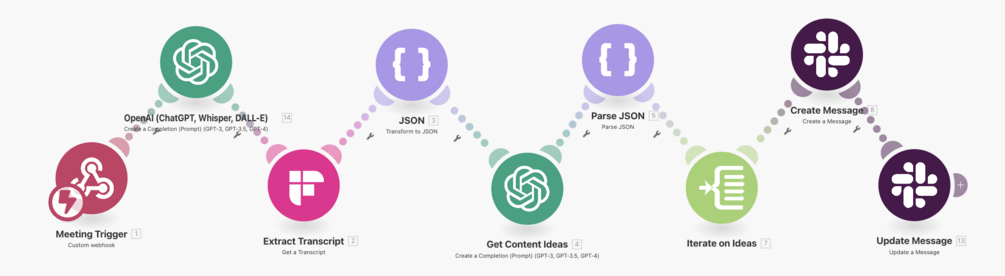 OpenAI (ChatGPT, Whisper, DALL-E) 14
Create a Completion (Prompt) (GPT-3, GPT-3.5, GPT-4)
JSON 3
Transform to JSON
Parse JSON 5
Parse JSON
Create Message 8
Create a Message
Meeting Trigger 1
Custom webhook
Extract Transcript 2
Get a Transcript
Get Content Ideas 4
Create a Completion (Prompt) (GPT-3, GPT-3.5, GPT-4)
Iterate on Ideas 7
Update Message 13
Update a Message